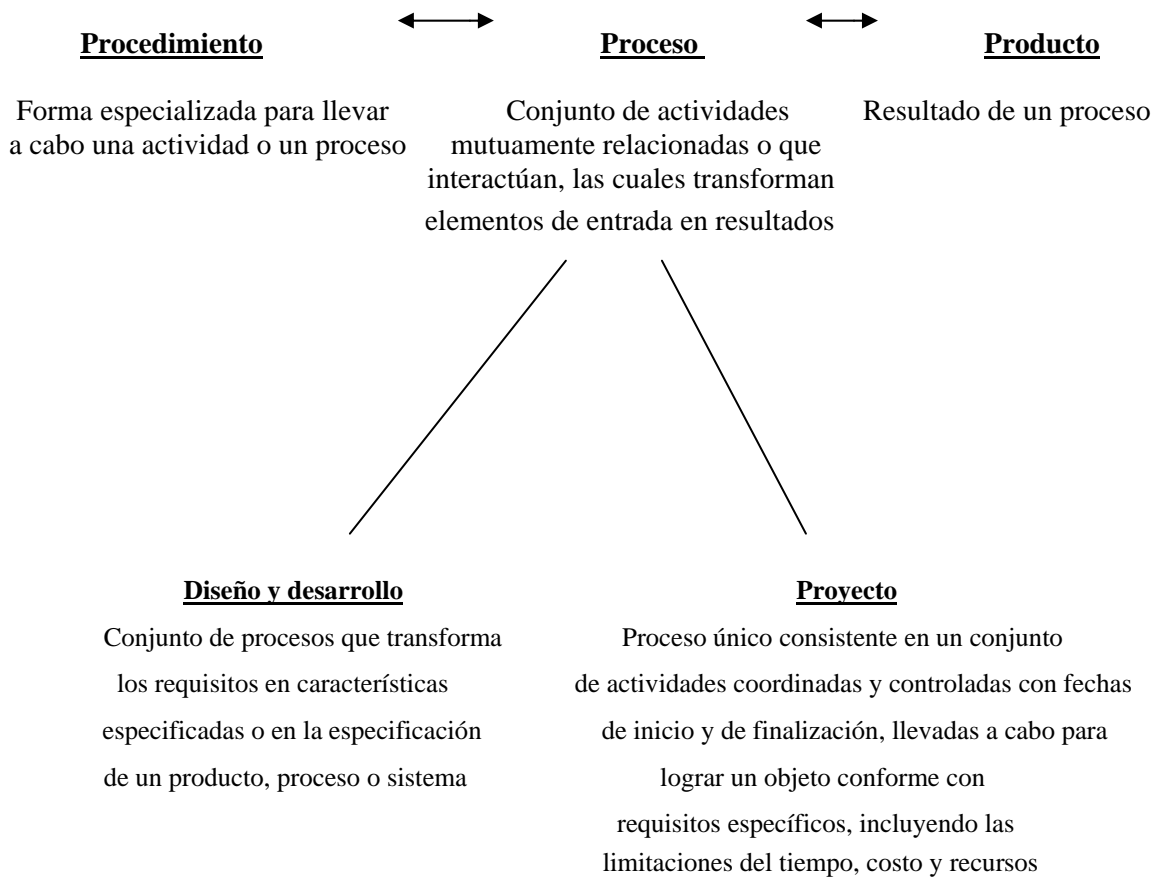 Procedimiento
Proceso
Producto
Forma especializada para llevar
a cabo una actividad o un proceso
Conjunto de actividades
mutuamente relacionadas o que
interactúan, las cuales transforman
elementos de entrada en resultados
Resultado de un proceso
Diseño y desarrollo
Conjunto de procesos que transforma
los requisitos en características
especificadas o en la especificación
de un producto, proceso o sistema
Proyecto
Proceso único consistente en un conjunto
de actividades coordinadas y controladas con fechas
de inicio y de finalización, llevadas a cabo para
lograr un objeto conforme con
requisitos específicos, incluyendo las
limitaciones del tiempo, costo y recursos